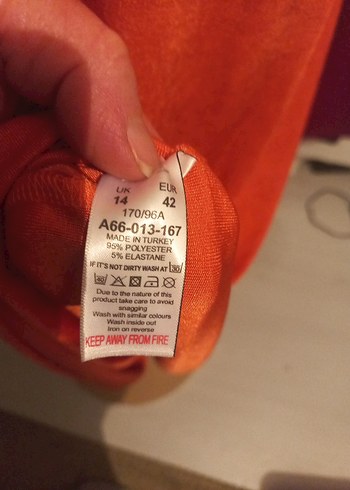 UK EUR
14 42
170/96A
A66-013-167
MADE IN TURKEY
95% POLYESTER
5% ELASTANE
IF IT'S NOT DIRTY WASH AT 30
Due to the nature of this
product take care to avoid
snagging
Wash with similar colours
Wash inside out
Iron on reverse
KEEP AWAY FROM FIRE